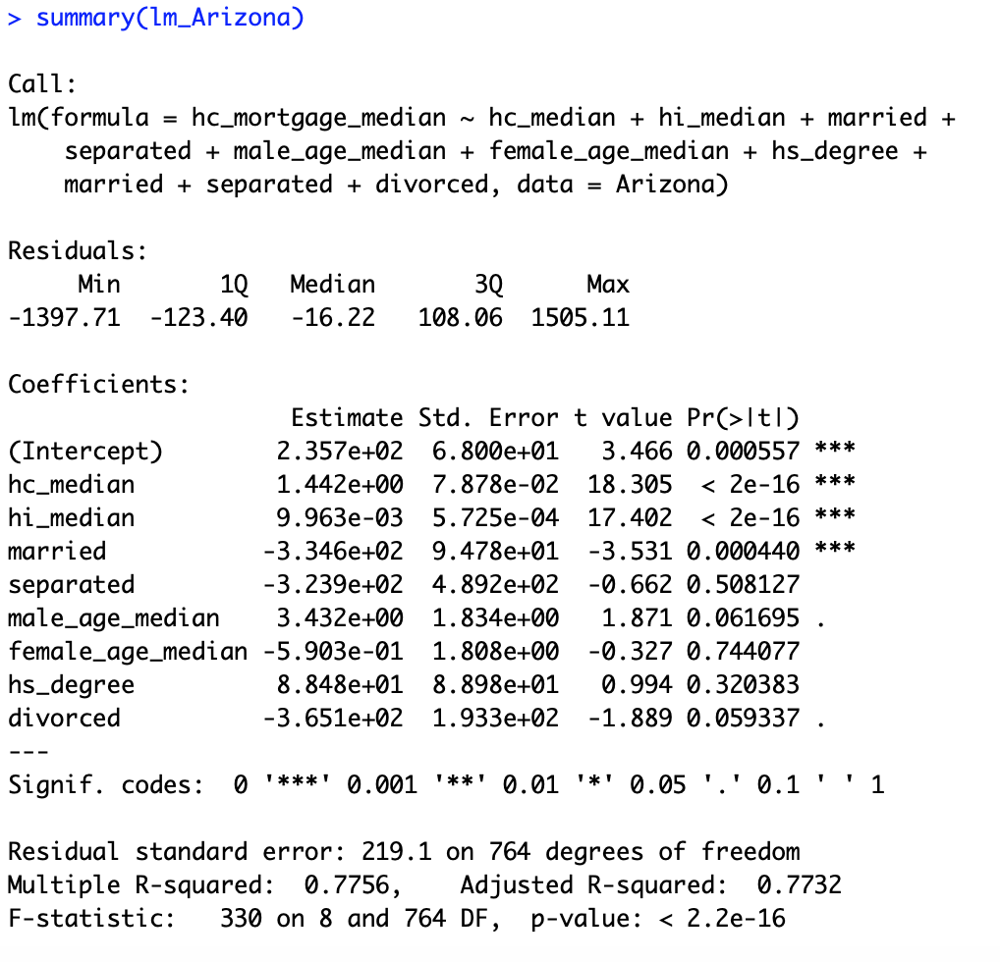 > summary(lm_Arizona)
Call:
lm(formula = hc_mortgage_median ~ hc_median + hi_median + married +
    separated + male_age_median + female_age_median + hs_degree +
    married + separated + divorced, data = Arizona)
Residuals:
     Min       1Q   Median       3Q      Max
-1397.71  -123.40   -16.22   108.06  1505.11
Coefficients:
                    Estimate Std. Error t value Pr(>|t|)
(Intercept)        2.357e+02  6.800e+01   3.466 0.000557 ***
hc_median          1.442e+00  7.878e-02  18.305  < 2e-16 ***
hi_median          9.963e-03  5.725e-04  17.402  < 2e-16 ***
married           -3.346e+02  9.478e+01  -3.531 0.000440 ***
separated         -3.239e+02  4.892e+02  -0.662 0.508127
male_age_median    3.432e+00  1.834e+00   1.871 0.061695 .
female_age_median -5.903e-01  1.808e+00  -0.327 0.744077
hs_degree          8.848e+01  8.898e+01   0.994 0.320383
divorced          -3.651e+02  1.933e+02  -1.889 0.059337 .
---
Signif. codes:  0 '***' 0.001 '**' 0.01 '*' 0.05 '.' 0.1 ' ' 1
Residual standard error: 219.1 on 764 degrees of freedom
Multiple R-squared:  0.7756,    Adjusted R-squared:  0.7732
F-statistic:   330 on 8 and 764 DF,  p-value: < 2.2e-16